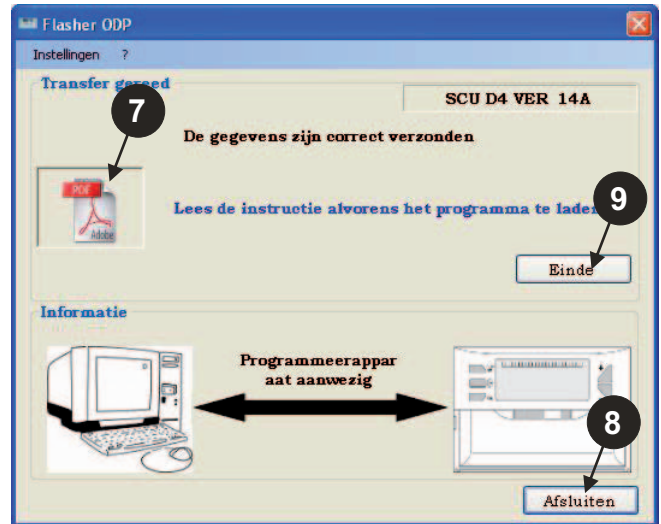 Flasher ODP
Instellingen ?
Transfer gereed
SCU D4 VER 14A
7
De gegevens zijn correct verzonden
PDF
Adobe
Lees de instructie alvorens het programma te laden
9
Einde
Informatie
Programmeerappar
aat aanwezig
8
Afsluiten